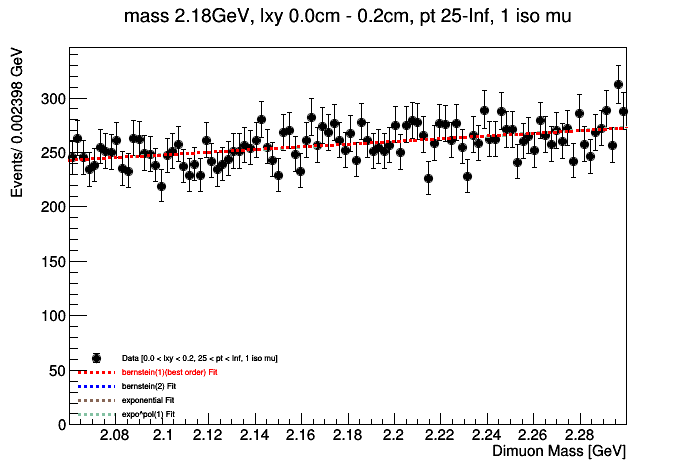 mass 2.18GeV, lxy 0.0cm - 0.2cm, pt 25-Inf, 1 iso mu
Events/ 0.002398 GeV
300
250
200
150
100
50
0
Data [0.0 < lxy < 0.2, 25 < pt < Inf, 1 iso mu]
bernstein(1)(best order) Fit
bernstein(2) Fit
exponential Fit
expo^pol(1) Fit
2.08 2.1 2.12 2.14 2.16 2.18 2.2 2.22 2.24 2.26 2.28
Dimuon Mass [GeV]